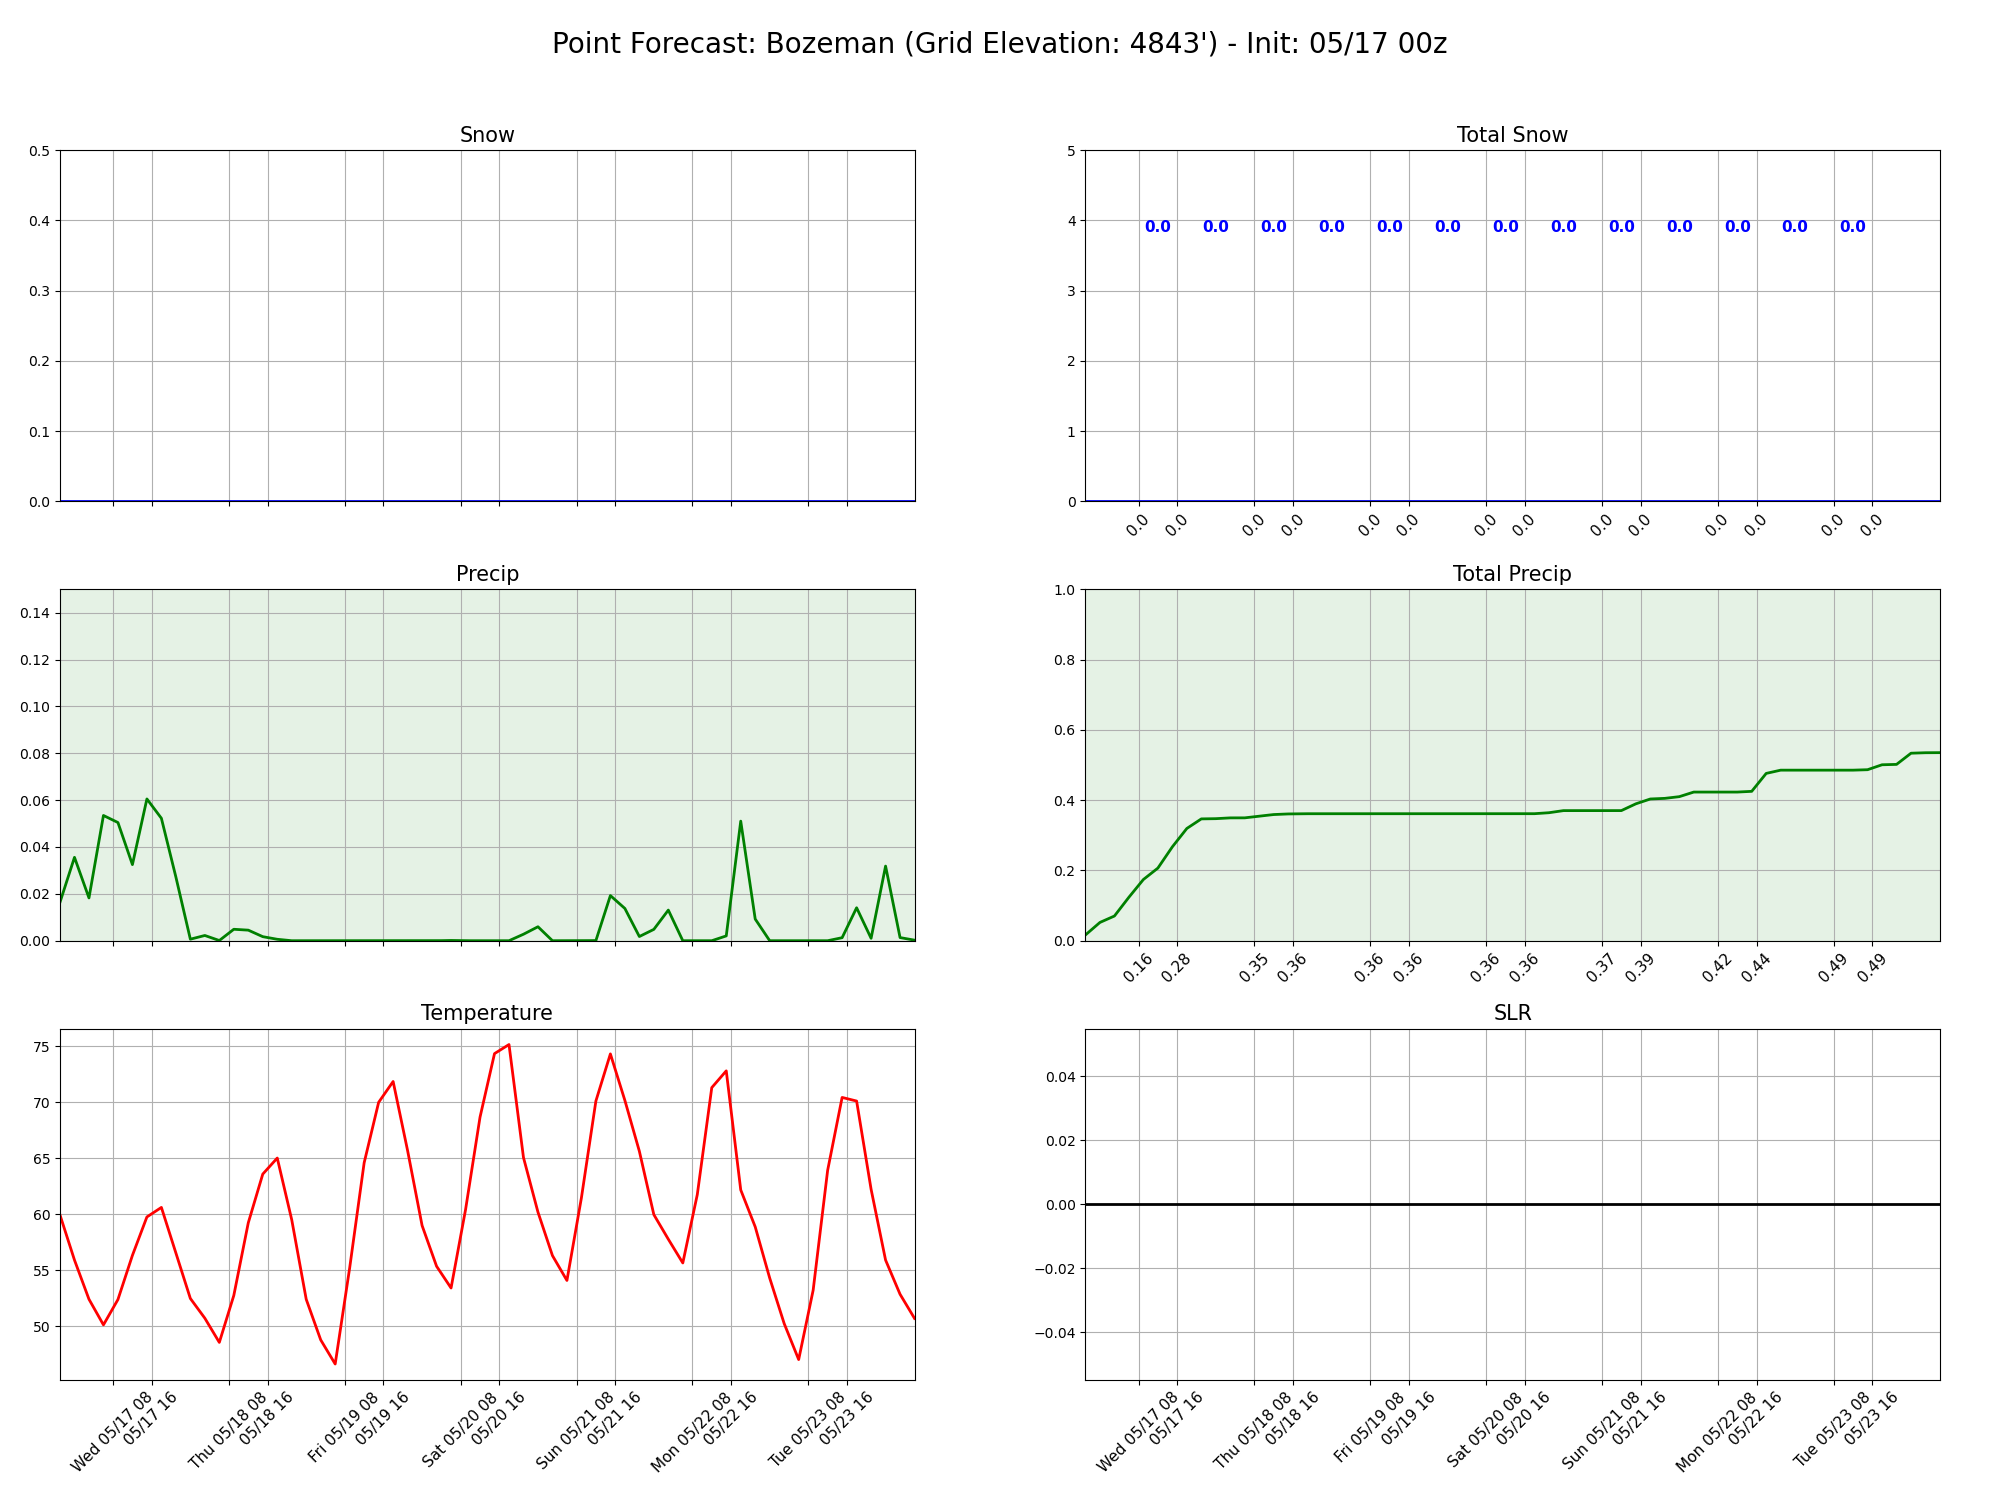 Point Forecast: Bozeman (Grid Elevation: 4843') - Init: 05/17 00z
Snow
0.5
0.4
0.3
0.2
0.1
0.0
Total Snow
5
4
3
2
1
0
0.0 0.0 0.0 0.0 0.0 0.0 0.0 0.0 0.0 0.0 0.0 0.0 0.0
0.0 0.0 0.0 0.0 0.0 0.0 0.0 0.0 0.0 0.0 0.0 0.0 0.0 0.0
Precip
0.14
0.12
0.10
0.08
0.06
0.04
0.02
0.00
Total Precip
1.0
0.8
0.6
0.4
0.2
0.0
0.16 0.28 0.35 0.36 0.36 0.36 0.36 0.36 0.37 0.39 0.42 0.44 0.49 0.49
Temperature
75
70
65
60
55
50
Wed 05/17 08
05/17 16
Thu 05/18 08
05/18 16
Fri 05/19 08
05/19 16
Sat 05/20 08
05/20 16
Sun 05/21 08
05/21 16
Mon 05/22 08
05/22 16
Tue 05/23 08
05/23 16
SLR
0.04
0.02
0.00
−0.02
−0.04
Wed 05/17 08
05/17 16
Thu 05/18 08
05/18 16
Fri 05/19 08
05/19 16
Sat 05/20 08
05/20 16
Sun 05/21 08
05/21 16
Mon 05/22 08
05/22 16
Tue 05/23 08
05/23 16